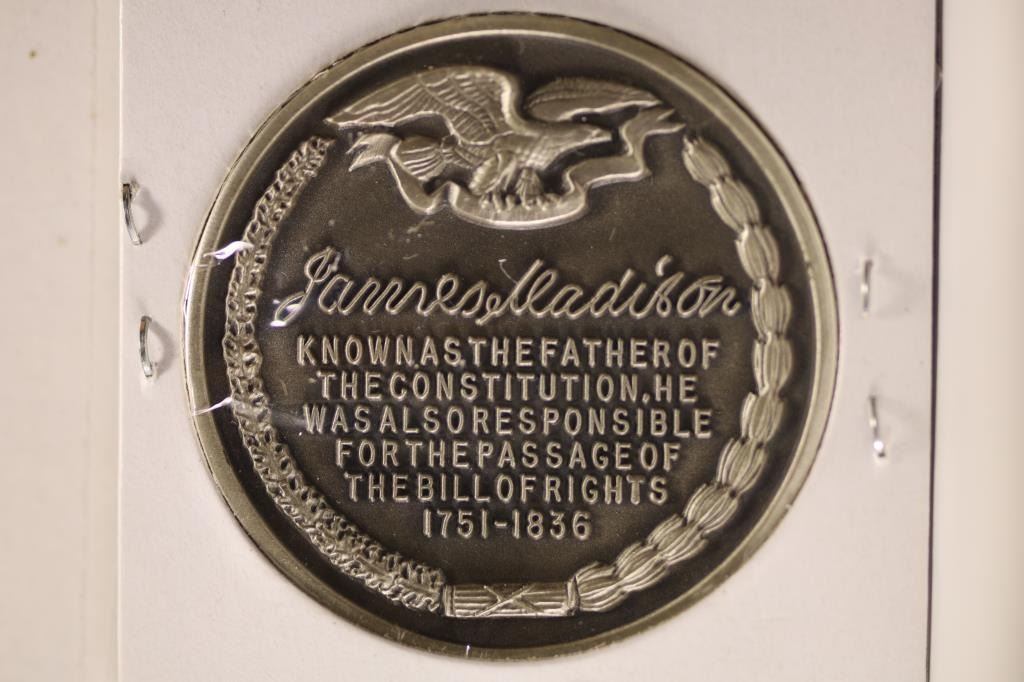 James Madison
KNOWN.AS.THE FATHER OF
THE CONSTITUTION, HE
WAS ALSO RESPONSIBLE
FOR THE PASSAGE OF
THE BILL OF RIGHTS
1751-1836